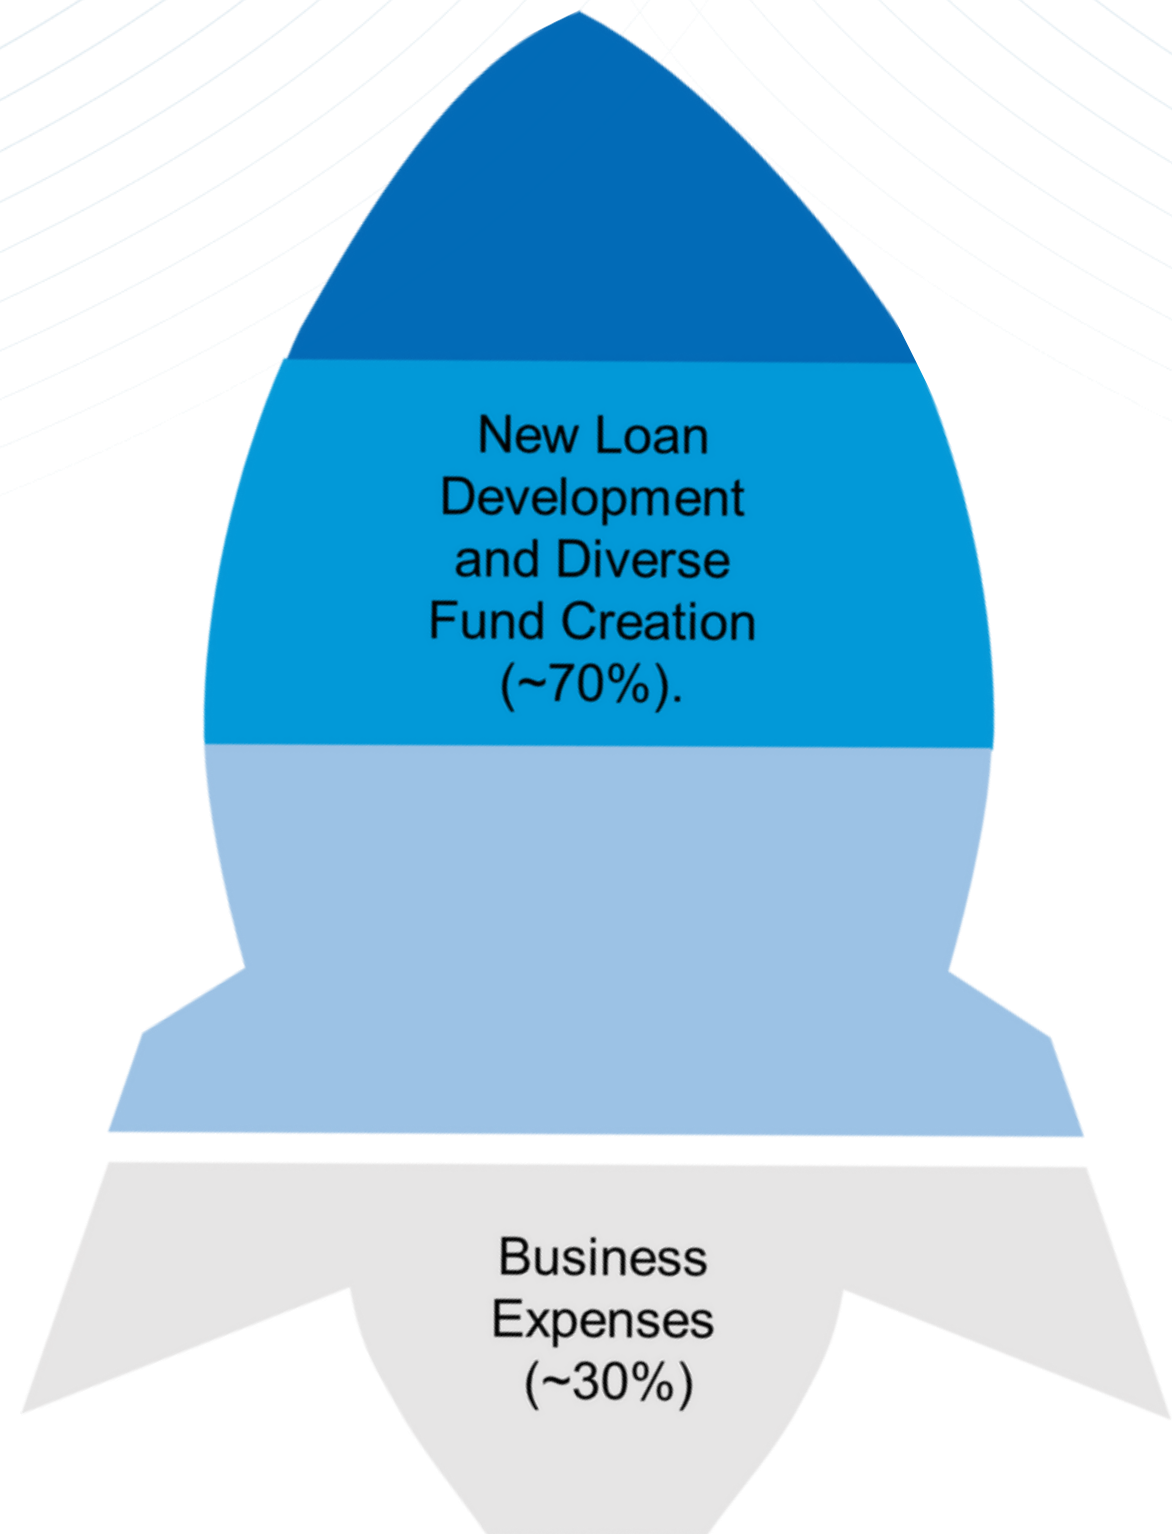 New Loan
Development
and Diverse
Fund Creation
(~70%).
Business
Expenses
(~30%)